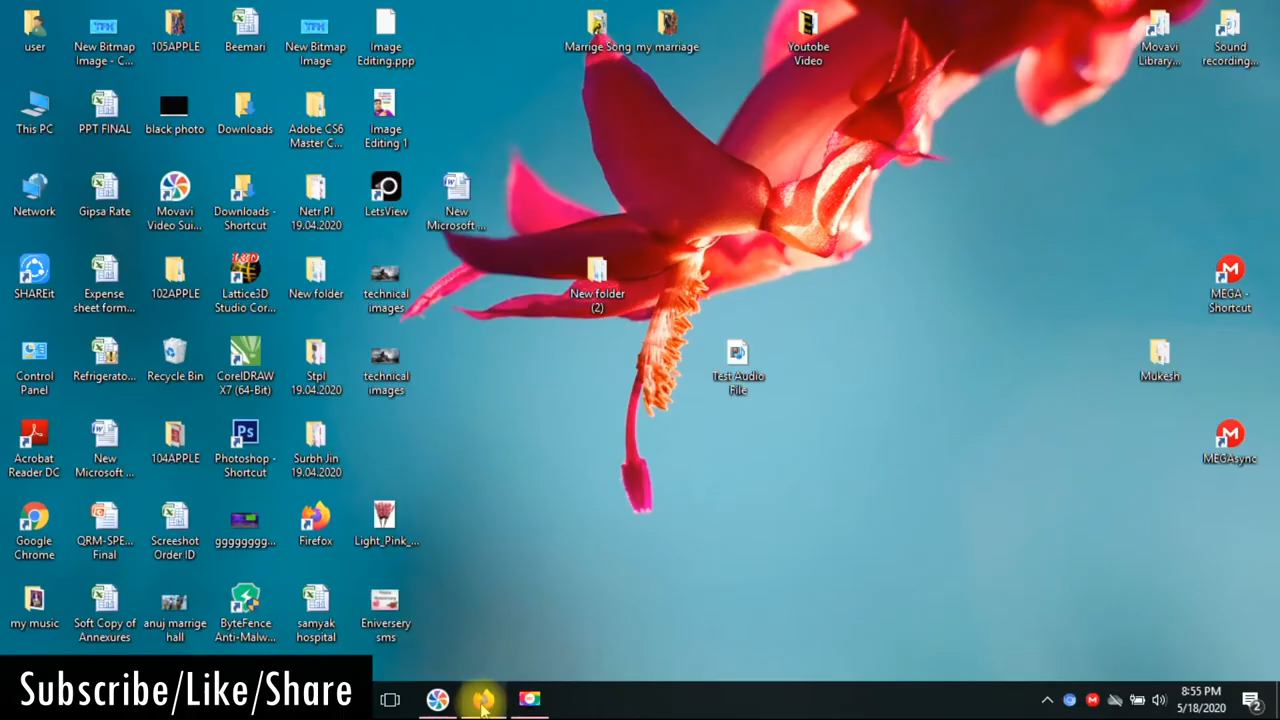 user
New Bitmap
Image - C...
105APPLE
Beemari
New Bitmap
Image
Image
Editing.ppp
Marrige Song
my marriage
Youtube
Video
Movavi
Library...
Sound
recording...
This PC
PPT FINAL
black photo
Downloads
Adobe CS6
Master C...
Image
Editing 1
Network
Gipsa Rate
Movavi
Video Sui...
Downloads -
Shortcut
Netr PI
19.04.2020
LetsView
New
Microsoft ...
SHAREit
Expense
sheet form...
102APPLE
Lattice3D
Studio Cor...
New folder
technical
images
New folder
(2)
MEGA -
Shortcut
Control
Panel
Refrigerato...
Recycle Bin
CorelDRAW
X7 (64-Bit)
Stpl
19.04.2020
technical
images
Test Audio
File
Mukesh
Acrobat
Reader DC
New
Microsoft ...
104APPLE
Photoshop -
Shortcut
Surbh Jin
19.04.2020
MEGAsync
Google
Chrome
QRM-SPE...
Final
Screeshot
Order ID
gggggggg...
Firefox
Light_Pink_...
my music
Soft Copy of
Annexures
anuj marrige
hall
ByteFence
Anti-Malw...
samyak
hospital
Eniversery
sms
Subscribe/Like/Share
8:55 PM
5/18/2020
2